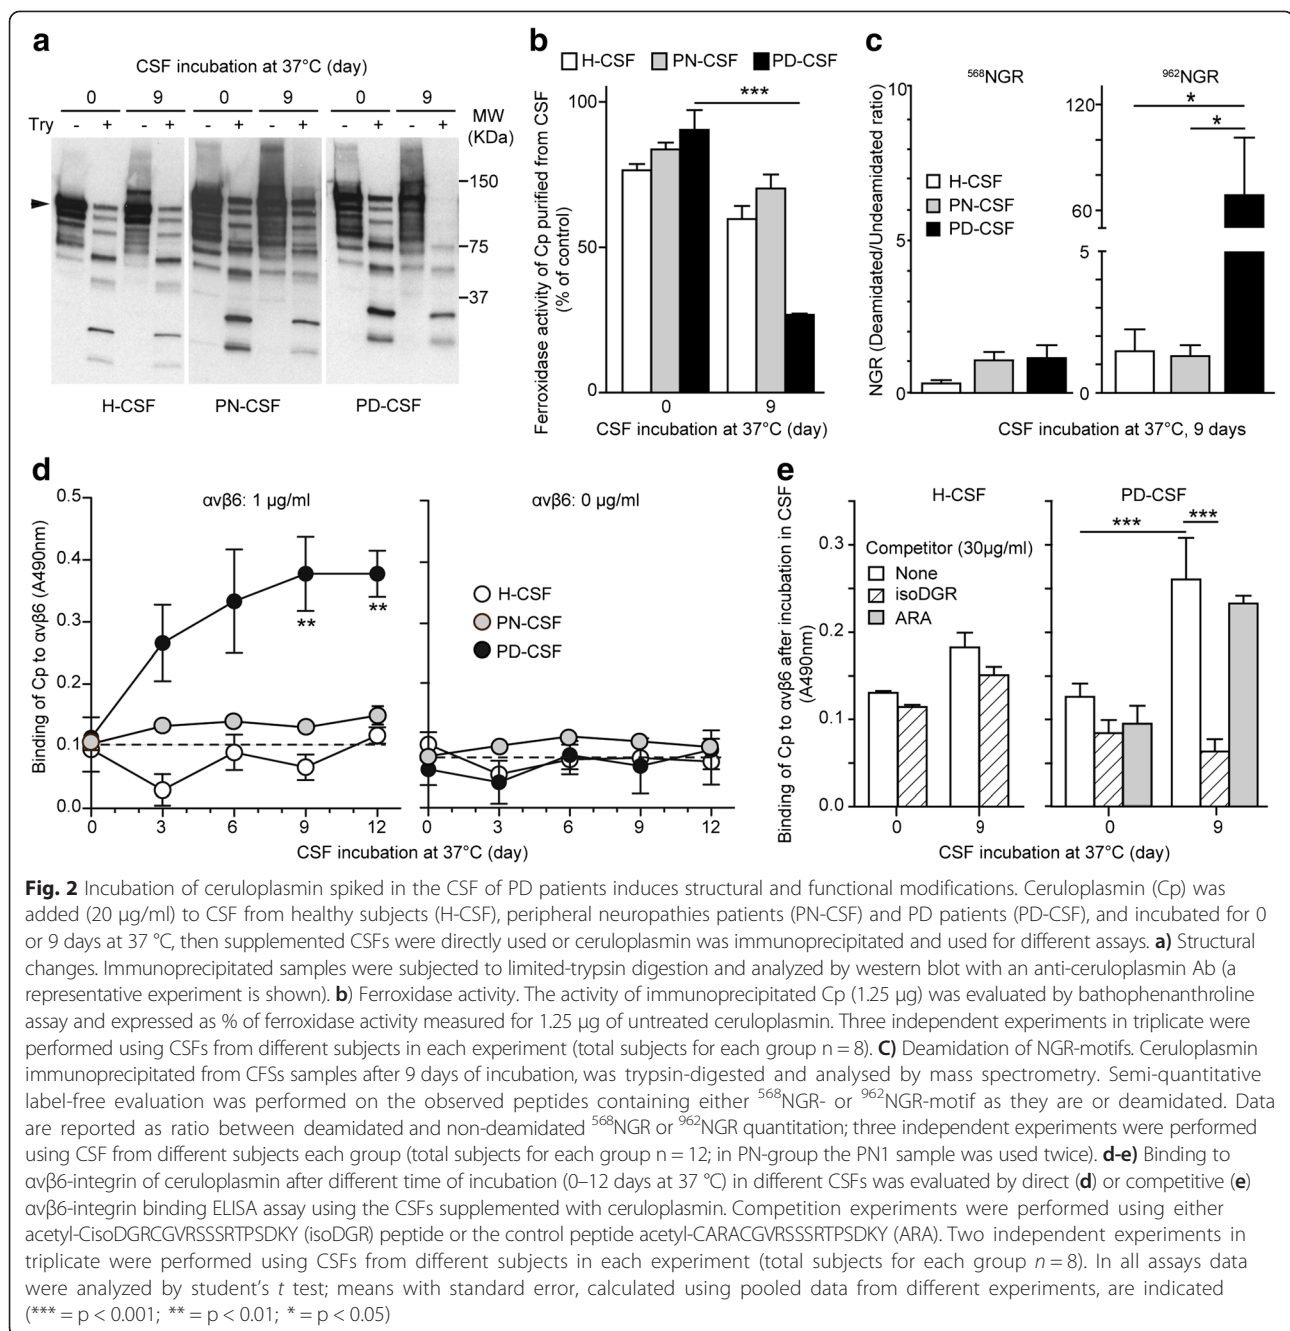 a
CSF incubation at 37°C (day)
0 9 0 9 0 9
Try - + - + - + - + - + - + MW
(KDa)
-150
-75
-37
H-CSF PN-CSF PD-CSF
b
H-CSF PN-CSF PD-CSF
Ferroxidase activity of Cp purified from CSF
(% of control)
100
50
0
***
0 9
CSF incubation at 37°C (day)
c
568NGR 962NGR
NGR (Deamidated/Undeamidated ratio)
10
5
0
H-CSF
PN-CSF
PD-CSF
120
60
5
0
*
*
CSF incubation at 37°C, 9 days
d
Binding of Cp to αvβ6 (A490nm)
0.5
0.4
0.3
0.2
0.1
0.0
αvβ6: 1 µg/ml αvβ6: 0 µg/ml
** **
H-CSF
PN-CSF
PD-CSF
0 3 6 9 12 0 3 6 9 12
CSF incubation at 37°C (day)
e
H-CSF PD-CSF
Binding of Cp to αvβ6 after incubation in CSF
(A490nm)
0.3
0.2
0.1
0.0
Competitor (30µg/ml)
None
isoDGR
ARA
*** ***
0 9 0 9
CSF incubation at 37°C (day)
Fig. 2 Incubation of ceruloplasmin spiked in the CSF of PD patients induces structural and functional modifications. Ceruloplasmin (Cp) was
added (20 µg/ml) to CSF from healthy subjects (H-CSF), peripheral neuropathies patients (PN-CSF) and PD patients (PD-CSF), and incubated for 0
or 9 days at 37 °C, then supplemented CSFs were directly used or ceruloplasmin was immunoprecipitated and used for different assays. a) Structural
changes. Immunoprecipitated samples were subjected to limited-trypsin digestion and analyzed by western blot with an anti-ceruloplasmin Ab (a
representative experiment is shown). b) Ferroxidase activity. The activity of immunoprecipitated Cp (1.25 µg) was evaluated by bathophenanthroline
assay and expressed as % of ferroxidase activity measured for 1.25 µg of untreated ceruloplasmin. Three independent experiments in triplicate were
performed using CSFs from different subjects in each experiment (total subjects for each group n = 8). C) Deamidation of NGR-motifs. Ceruloplasmin
immunoprecipitated from CFSs samples after 9 days of incubation, was trypsin-digested and analysed by mass spectrometry. Semi-quantitative
label-free evaluation was performed on the observed peptides containing either 568NGR- or 962NGR-motif as they are or deamidated. Data
are reported as ratio between deamidated and non-deamidated 568NGR or 962NGR quantitation; three independent experiments were performed
using CSF from different subjects each group (total subjects for each group n = 12; in PN-group the PN1 sample was used twice). d-e) Binding to
αvβ6-integrin of ceruloplasmin after different time of incubation (0–12 days at 37 °C) in different CSFs was evaluated by direct (d) or competitive (e)
αvβ6-integrin binding ELISA assay using the CSFs supplemented with ceruloplasmin. Competition experiments were performed using either
acetyl-CisoDGRCGVRSSSRTPSDKY (isoDGR) peptide or the control peptide acetyl-CARACGVRSSSRTPSDKY (ARA). Two independent experiments in
triplicate were performed using CSFs from different subjects in each experiment (total subjects for each group n = 8). In all assays data
were analyzed by student's t test; means with standard error, calculated using pooled data from different experiments, are indicated
(*** = p < 0.001; ** = p < 0.01; * = p < 0.05)